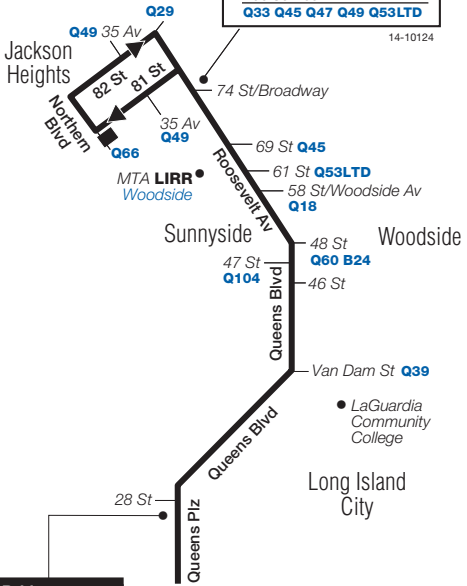 Q29
Q33 Q45 Q47 Q49 Q53LTD
14-10124
Q49 35 Av
Jackson
Heights
82 St
81 St
74 St/Broadway
Northern
Blvd
35 Av
Q49
Q66
69 St Q45
MTA LIRR
Woodside
61 St Q53LTD
58 St/Woodside Av
Q18
Roosevelt Av
Sunnyside
Woodside
48 St
Q60 B24
47 St
Q104
46 St
Queens Blvd
Van Dam St Q39
LaGuardia
Community
College
Queens Blvd
Long Island
City
28 St
Queens Plz